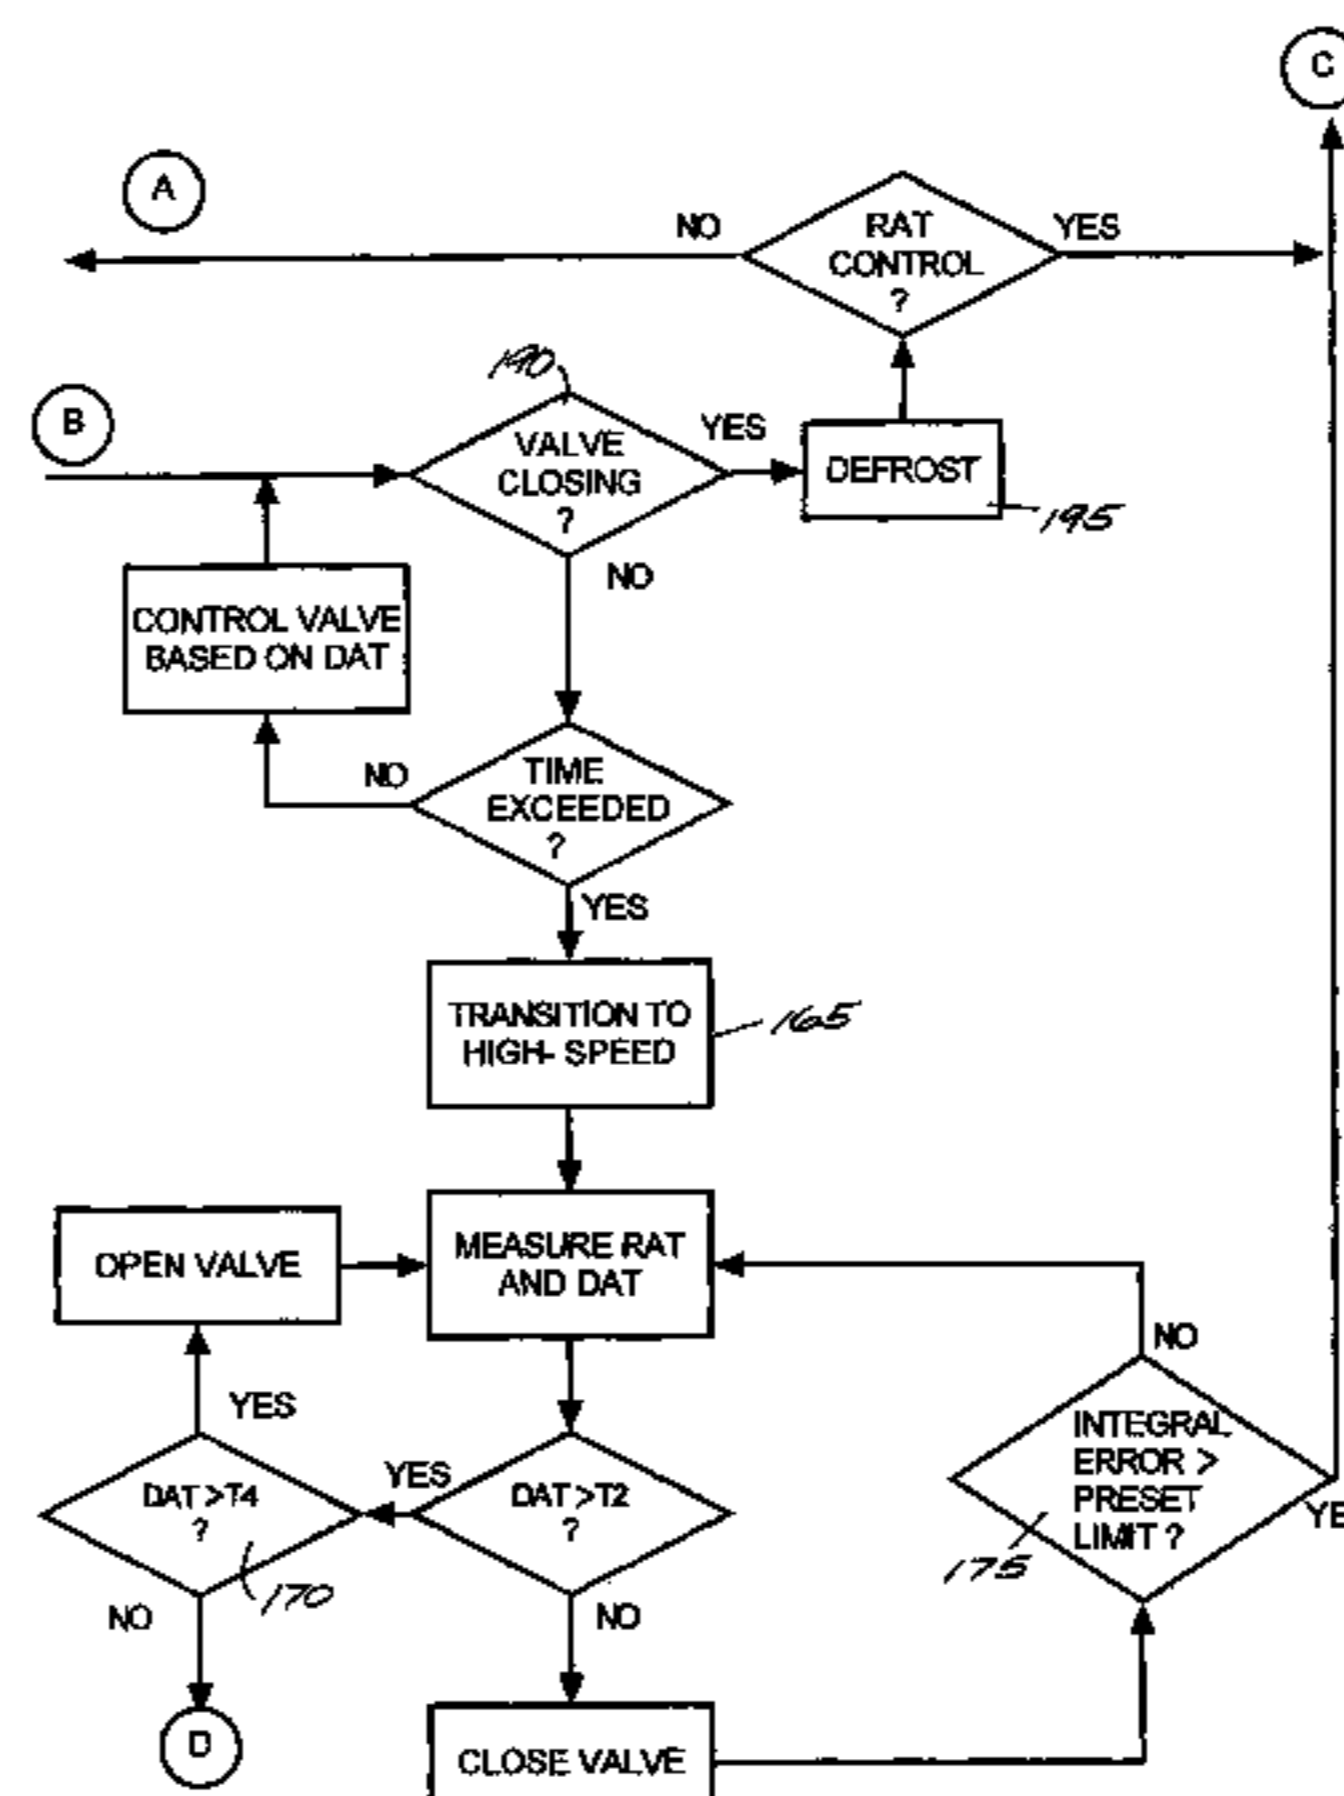 C
A
NO
RAT
CONTROL
?
YES
190
B
VALVE
CLOSING
?
YES
DEFROST
195
NO
CONTROL VALVE
BASED ON DAT
NO
TIME
EXCEEDED
?
YES
TRANSITION TO
HIGH- SPEED
165
OPEN VALVE
MEASURE RAT
AND DAT
NO
YES
DAT >T4
?
170
YES
DAT >T2
?
INTEGRAL
ERROR >
PRESET
LIMIT ?
175
YE
NO
NO
D
CLOSE VALVE